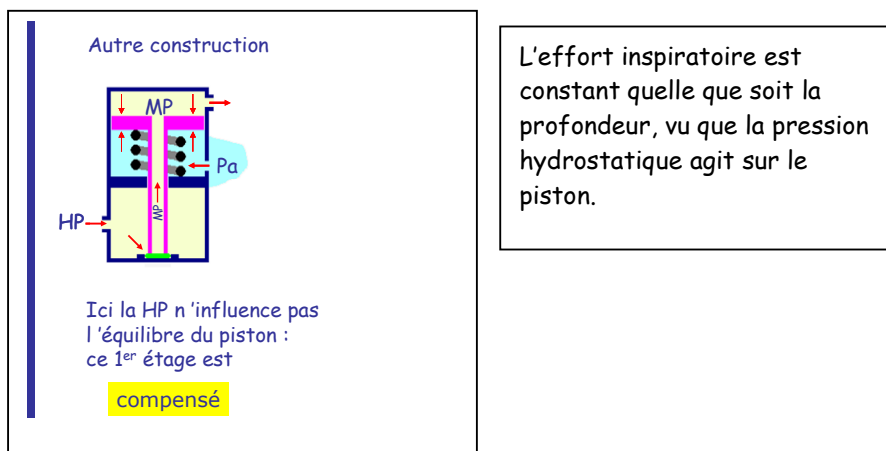 Autre construction
MP
Pa
MP
HP
Ici la HP n ’influence pas
l ’équilibre du piston :
ce 1er étage est
compensé
L’effort inspiratoire est
constant quelle que soit la
profondeur, vu que la pression
hydrostatique agit sur le
piston.